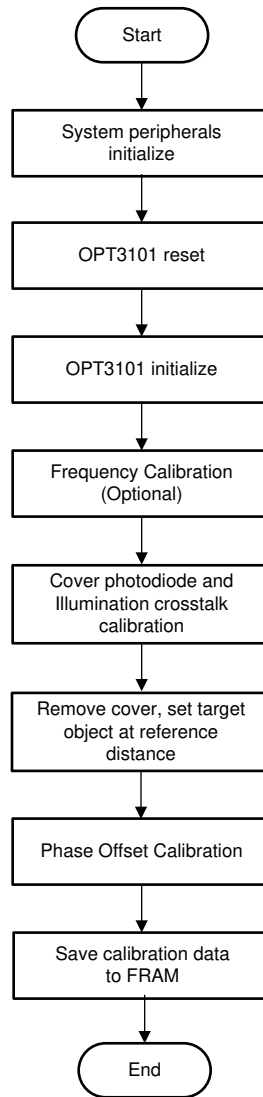 Start
System peripherals
initialize
OPT3101 reset
OPT3101 initialize
Frequency Calibration
(Optional)
Cover photodiode and
Illumination crosstalk
calibration
Remove cover, set target
object at reference
distance
Phase Offset Calibration
Save calibration data
to FRAM
End